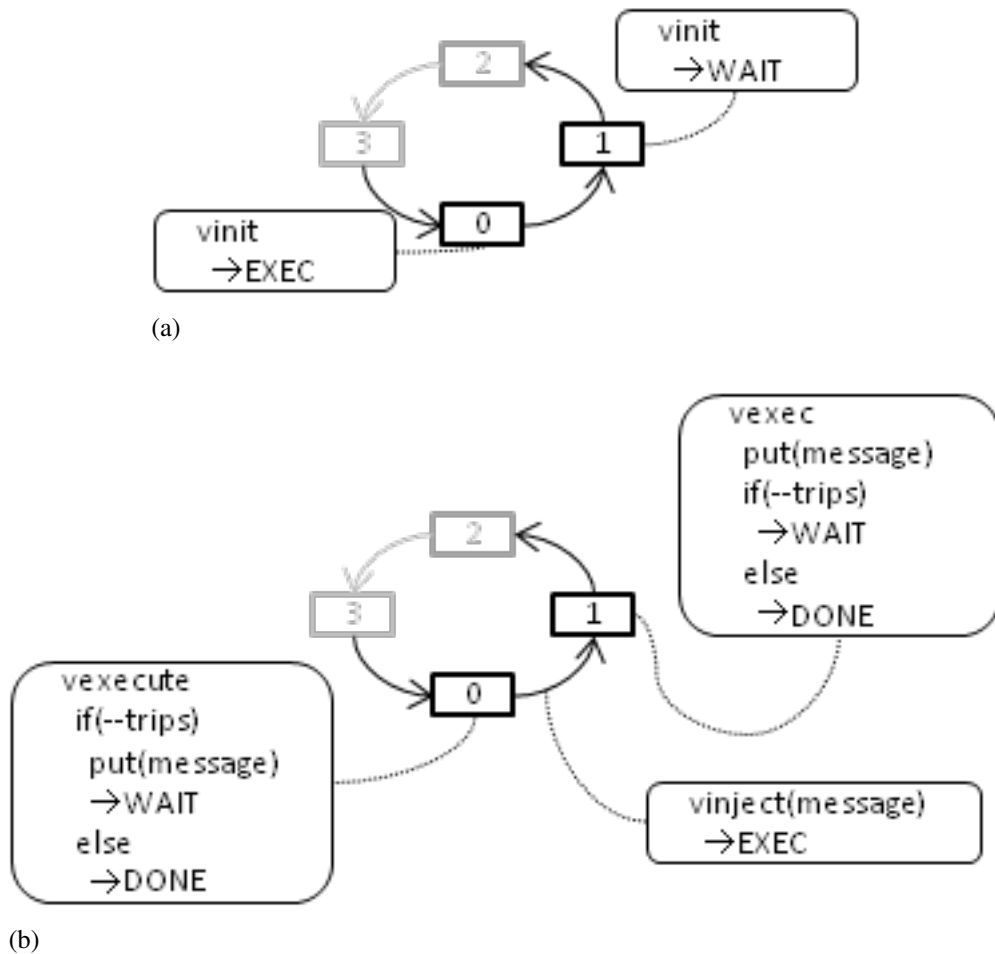 2
vinit
→WAIT
3
1
0
vinit
→EXEC
(a)
vexec
put(message)
if(--trips)
→WAIT
else
→DONE
2
3
1
0
vexecute
if(--trips)
put(message)
→WAIT
else
→DONE
vinject(message)
→EXEC
(b)